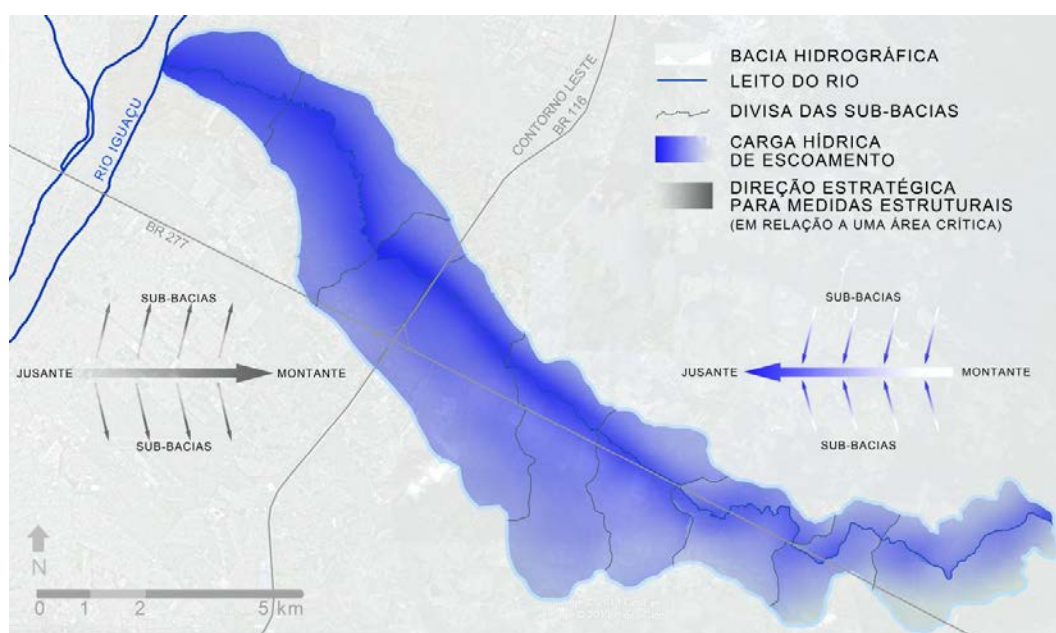 BACIA HIDROGRÁFICA
LEITO DO RIO
DIVISA DAS SUB-BACIAS
CARGA HÍDRICA
DE ESCOAMENTO
DIREÇÃO ESTRATÉGICA
PARA MEDIDAS ESTRUTURAIS
(EM RELAÇÃO A UMA ÁREA CRÍTICA)
RIO IGUAÇU
CONTORNO LESTE
BR 116
BR 277
SUB-BACIAS
JUSANTE
MONTANTE
SUB-BACIAS
SUB-BACIAS
JUSANTE
MONTANTE
SUB-BACIAS
N
0 1 2 5 km